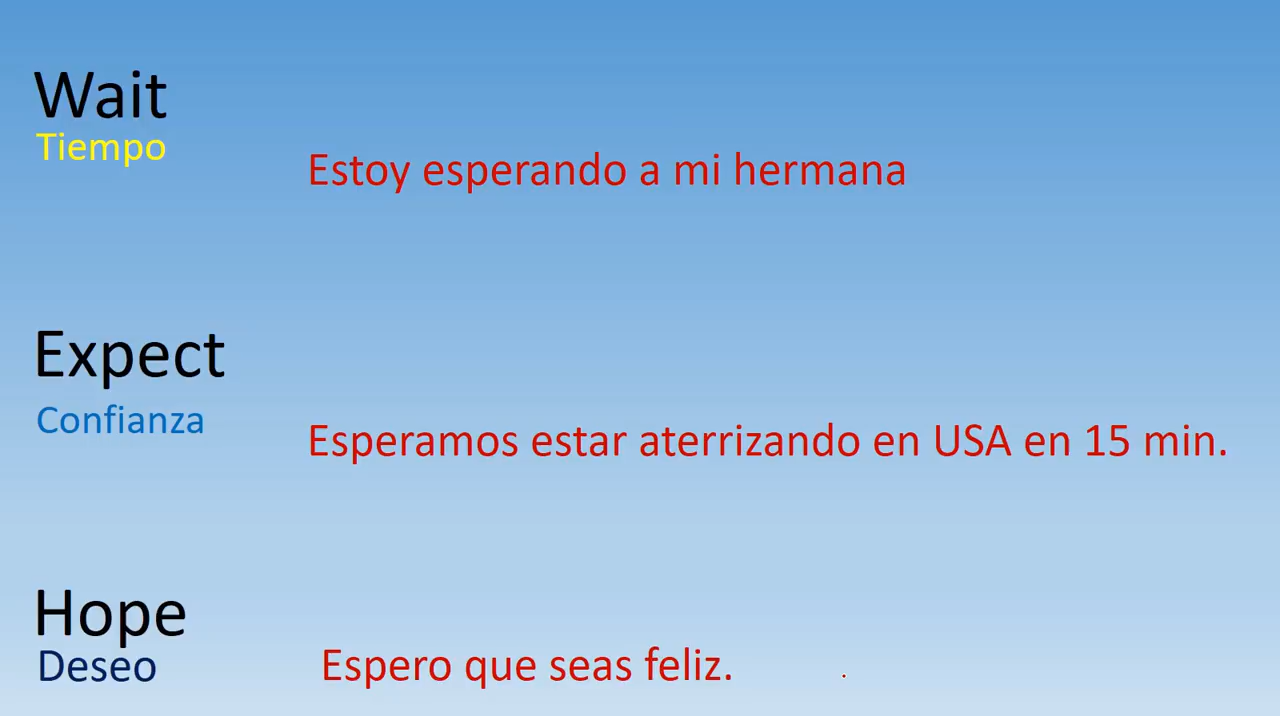 Wait
Tiempo
Estoy esperando a mi hermana
Expect
Confianza
Esperamos estar aterrizando en USA en 15 min.
Hope
Deseo
Espero que seas feliz.